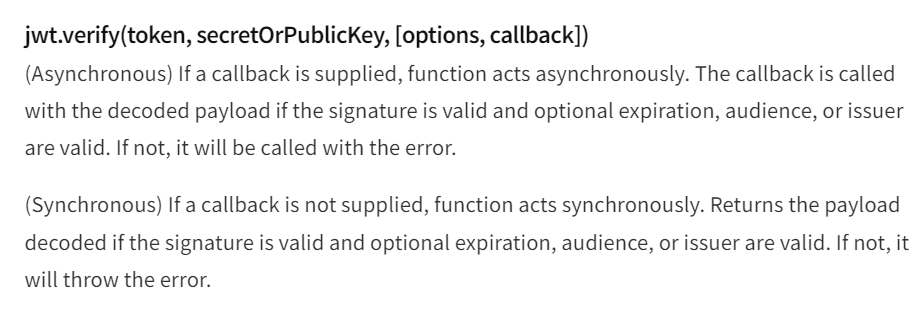 jwt.verify(token, secretOrPublicKey, [options, callback])
(Asynchronous) If a callback is supplied, function acts asynchronously. The callback is called
with the decoded payload if the signature is valid and optional expiration, audience, or issuer
are valid. If not, it will be called with the error.
(Synchronous) If a callback is not supplied, function acts synchronously. Returns the payload
decoded if the signature is valid and optional expiration, audience, or issuer are valid. If not, it
will throw the error.